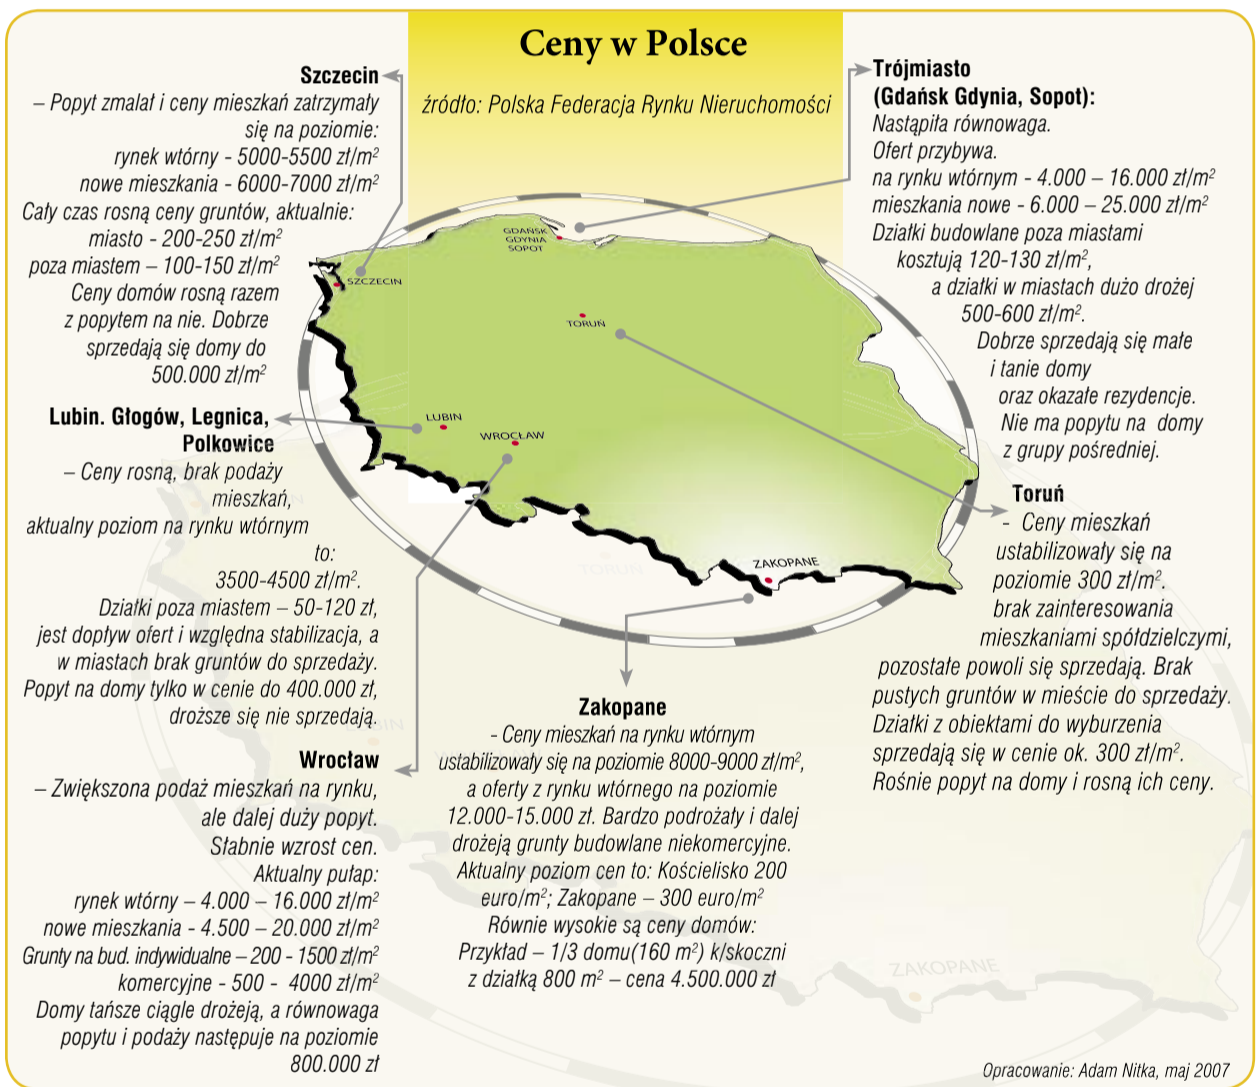 Ceny w Polsce
źródło: Polska Federacja Rynku Nieruchomości
Szczecin
– Popyt zmalał i ceny mieszkań zatrzymały
się na poziomie:
rynek wtórny - 5000-5500 zł/m²
nowe mieszkania - 6000-7000 zł/m²
Cały czas rosną ceny gruntów, aktualnie:
miasto - 200-250 zł/m²
poza miastem – 100-150 zł/m²
Ceny domów rosną razem
z popytem na nie. Dobrze
sprzedają się domy do
500.000 zł/m²
Lubin. Głogów, Legnica,
Polkowice
– Ceny rosną, brak podaży
mieszkań,
aktualny poziom na rynku wtórnym
to:
3500-4500 zł/m².
Działki poza miastem – 50-120 zł,
jest dopływ ofert i względna stabilizacja, a
w miastach brak gruntów do sprzedaży.
Popyt na domy tylko w cenie do 400.000 zł,
droższe się nie sprzedają.
Wrocław
– Zwiększona podaż mieszkań na rynku,
ale dalej duży popyt.
Słabnie wzrost cen.
Aktualny pułap:
rynek wtórny – 4.000 – 16.000 zł/m²
nowe mieszkania - 4.500 – 20.000 zł/m²
Grunty na bud. indywidualne – 200 - 1500 zł/m²
komercyjne - 500 - 4000 zł/m²
Domy tańsze ciągle drożeją, a równowaga
popytu i podaży następuje na poziomie
800.000 zł
GDAŃSK
GDYNIA
SOPOT
SZCZECIN
TORUŃ
LUBIN
WROCŁAW
ZAKOPANE
Zakopane
- Ceny mieszkań na rynku wtórnym
ustabilizowały się na poziomie 8000-9000 zł/m²,
a oferty z rynku wtórnego na poziomie
12.000-15.000 zł. Bardzo podrożały i dalej
drożeją grunty budowlane niekomercyjne.
Aktualny poziom cen to: Kościelisko 200
euro/m²; Zakopane – 300 euro/m²
Równie wysokie są ceny domów:
Przykład – 1/3 domu(160 m²) k/skoczni
z działką 800 m² – cena 4.500.000 zł
Trójmiasto
(Gdańsk Gdynia, Sopot):
Nastąpiła równowaga.
Ofert przybywa.
na rynku wtórnym - 4.000 – 16.000 zł/m²
mieszkania nowe - 6.000 – 25.000 zł/m²
Działki budowlane poza miastami
kosztują 120-130 zł/m²,
a działki w miastach dużo drożej
500-600 zł/m².
Dobrze sprzedają się małe
i tanie domy
oraz okazałe rezydencje.
Nie ma popytu na domy
z grupy pośredniej.
Toruń
- Ceny mieszkań
ustabilizowały się na
poziomie 300 zł/m².
brak zainteresowania
mieszkaniami spółdzielczymi,
pozostałe powoli się sprzedają. Brak
pustych gruntów w mieście do sprzedaży.
Działki z obiektami do wyburzenia
sprzedają się w cenie ok. 300 zł/m².
Rośnie popyt na domy i rosną ich ceny.
TORUŃ
LUBIN
WROCŁAW
ZAKOPANE
Opracowanie: Adam Nitka, maj 2007